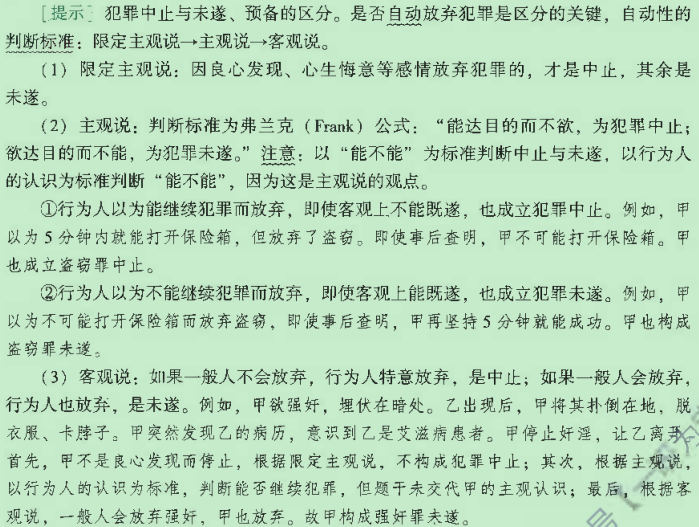 [提示] 犯罪中止与未遂、预备的区分。是否自动放弃犯罪是区分的关键，自动性的
判断标准：限定主观说→主观说→客观说。
（1）限定主观说：因良心发现、心生悔意等感情放弃犯罪的，才是中止，其余是
未遂。
（2）主观说：判断标准为弗兰克（Frank）公式：“能达目的而不欲，为犯罪中止；
欲达目的而不能，为犯罪未遂。”注意：以“能不能”为标准判断中止与未遂，以行为人
的认识为标准判断“能不能”，因为这是主观说的观点。
①行为人以为能继续犯罪而放弃，即使客观上不能既遂，也成立犯罪中止。例如，甲
以为5分钟内就能打开保险箱，但放弃了盗窃。即使事后查明，甲不可能打开保险箱。甲
也成立盗窃罪中止。
②行为人以为不能继续犯罪而放弃，即使客观上能既遂，也成立犯罪未遂。例如，甲
以为不可能打开保险箱而放弃盗窃，即使事后查明，甲再坚持5分钟就能成功。甲也构成
盗窃罪未遂。
（3）客观说：如果一般人不会放弃，行为人特意放弃，是中止；如果一般人会放弃，
行为人也放弃，是未遂。例如，甲欲强奸，埋伏在暗处。乙出现后，甲将其扑倒在地，脱
衣服、卡脖子。甲突然发现乙的病历，意识到乙是艾滋病患者。甲停止奸淫，让乙离开。
首先，甲不是良心发现而停止，根据限定主观说，不构成犯罪中止；其次，根据主观说，
以行为人的认识为标准，判断能否继续犯罪，但题干未交代甲的主观认识；最后，根据客
观说，一般人会放弃强奸，甲也放弃。故甲构成强奸罪未遂。
号【一